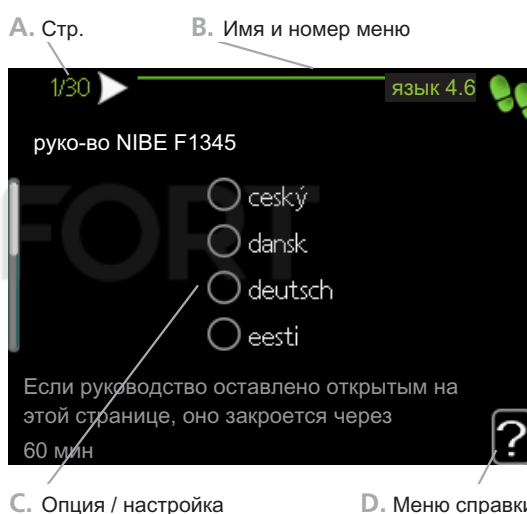 A. Стр.
B. Имя и номер меню
1/30
язык 4.6
руко-во NIBE F1345
FORT
ceský
dansk
deutsch
eesti
Если руководство оставлено открытым на
этой странице, оно закроется через
60 мин
?
C. Опция / настройка
D. Меню справки